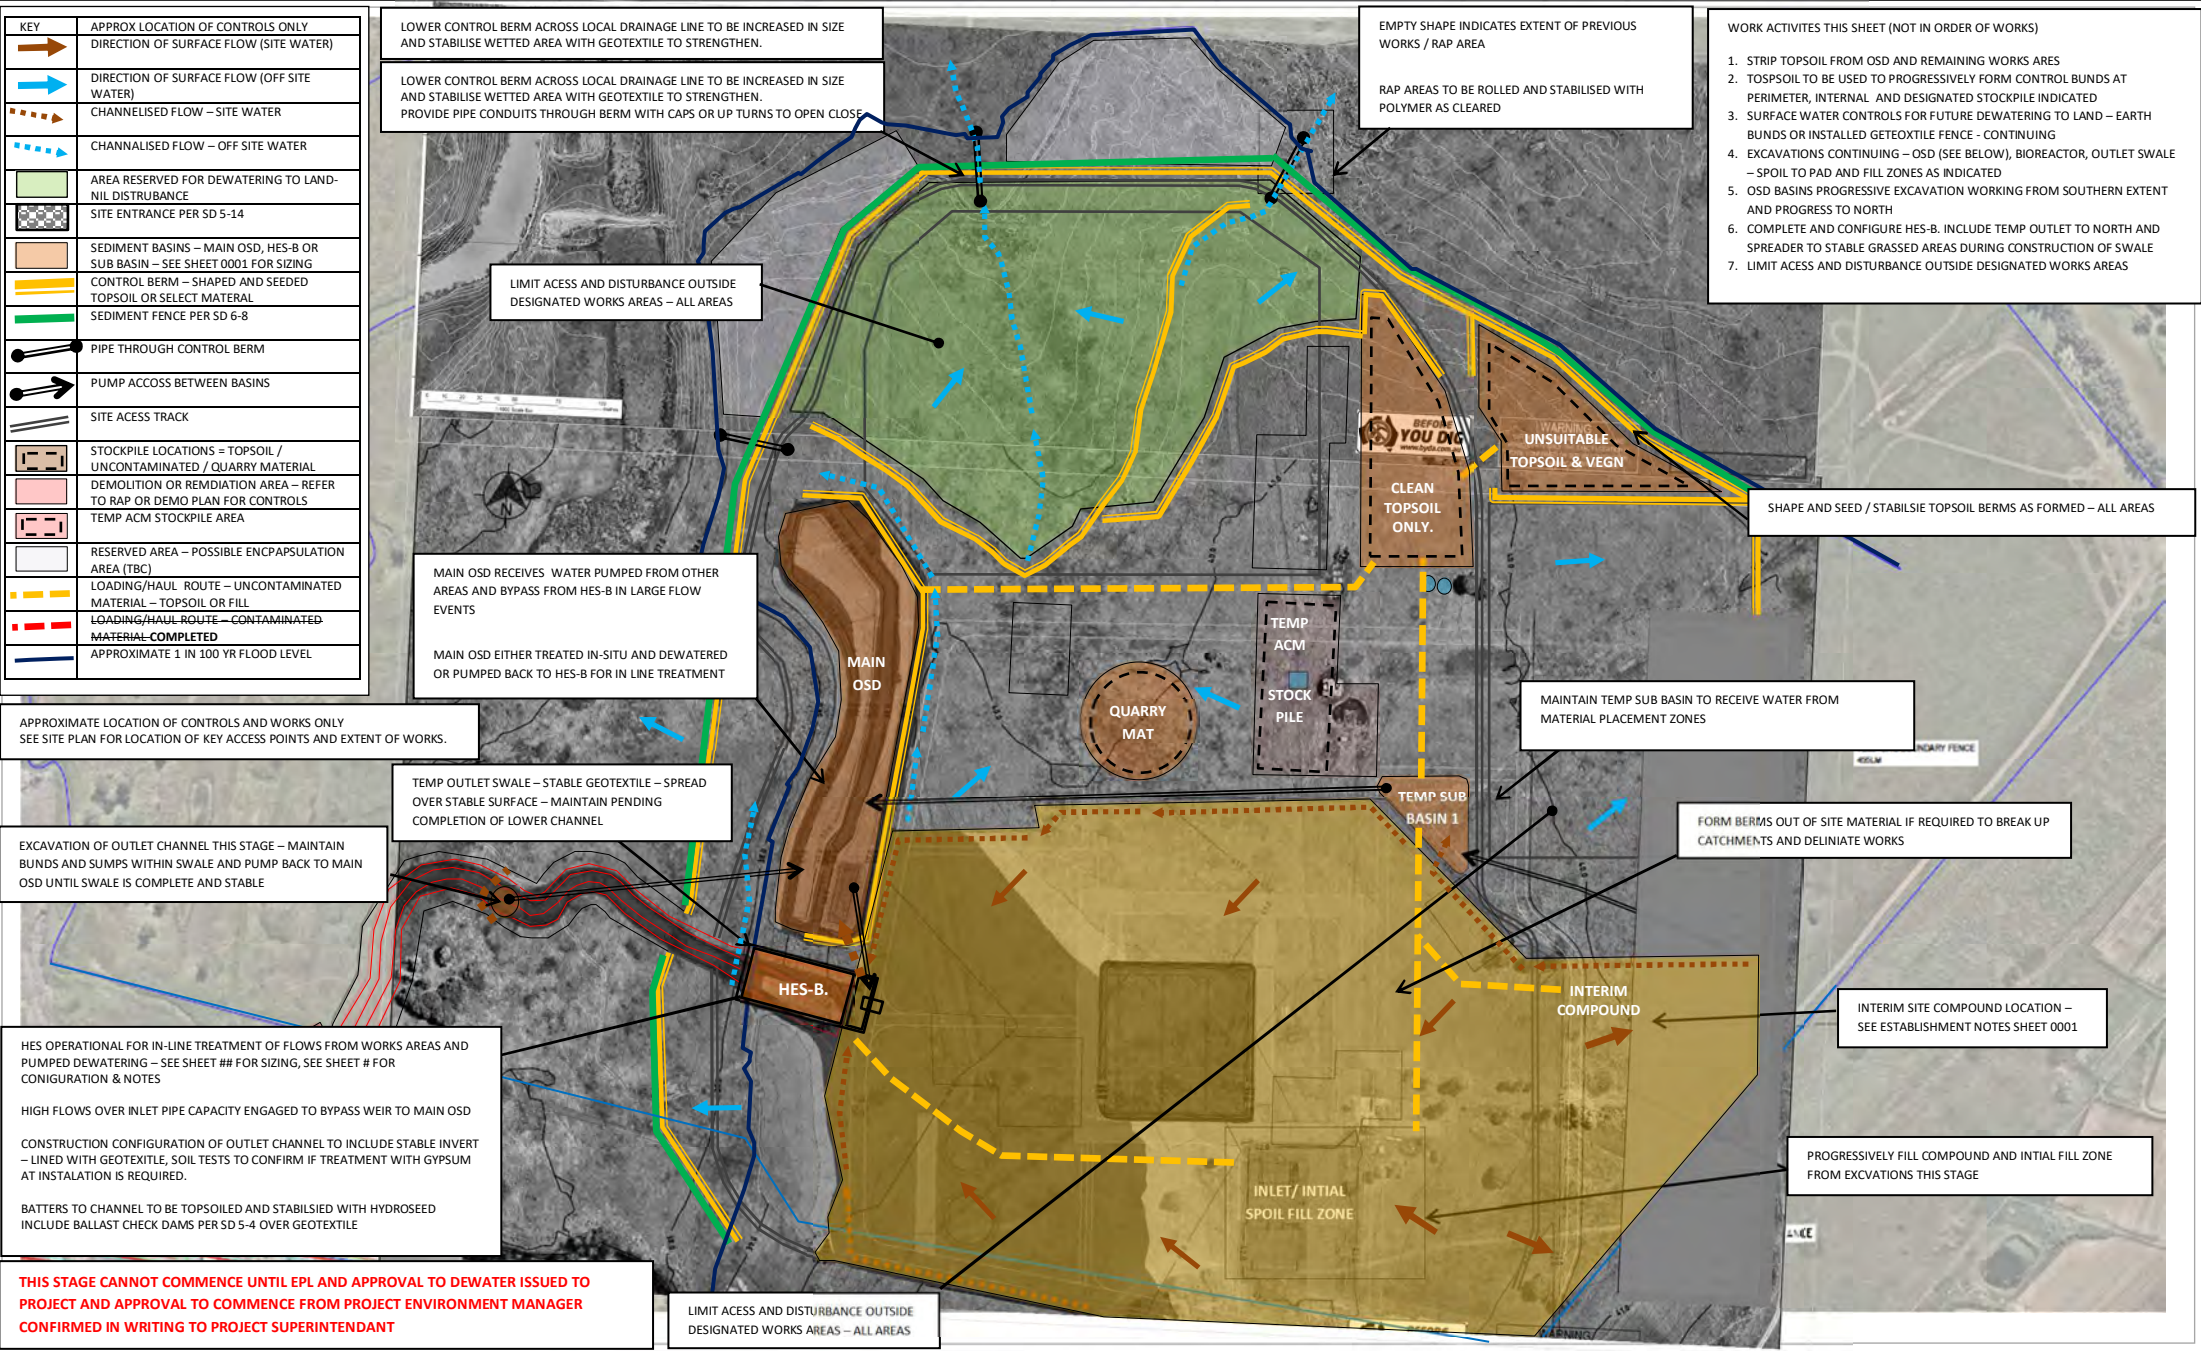 KEY
APPROX LOCATION OF CONTROLS ONLY
DIRECTION OF SURFACE FLOW (SITE WATER)
DIRECTION OF SURFACE FLOW (OFF SITE
WATER)
CHANNELISED FLOW – SITE WATER
CHANNALISED FLOW – OFF SITE WATER
AREA RESERVED FOR DEWATERING TO LAND-
NIL DISTRUBANCE
SITE ENTRANCE PER SD 5-14
SEDIMENT BASINS – MAIN OSD, HES-B OR
SUB BASIN – SEE SHEET 0001 FOR SIZING
CONTROL BERM – SHAPED AND SEEDED
TOPSOIL OR SELECT MATERAL
SEDIMENT FENCE PER SD 6-8
PIPE THROUGH CONTROL BERM
PUMP ACCOSS BETWEEN BASINS
SITE ACESS TRACK
STOCKPILE LOCATIONS = TOPSOIL /
UNCONTAMINATED / QUARRY MATERIAL
DEMOLITION OR REMDIATION AREA – REFER
TO RAP OR DEMO PLAN FOR CONTROLS
TEMP ACM STOCKPILE AREA
RESERVED AREA – POSSIBLE ENCPAPSULATION
AREA (TBC)
LOADING/HAUL ROUTE – UNCONTAMINATED
MATERIAL – TOPSOIL OR FILL
LOADING/HAUL ROUTE – CONTAMINATED
MATERIAL COMPLETED
APPROXIMATE 1 IN 100 YR FLOOD LEVEL
LOWER CONTROL BERM ACROSS LOCAL DRAINAGE LINE TO BE INCREASED IN SIZE
AND STABILISE WETTED AREA WITH GEOTEXTILE TO STRENGTHEN.
LOWER CONTROL BERM ACROSS LOCAL DRAINAGE LINE TO BE INCREASED IN SIZE
AND STABILISE WETTED AREA WITH GEOTEXTILE TO STRENGTHEN.
PROVIDE PIPE CONDUITS THROUGH BERM WITH CAPS OR UP TURNS TO OPEN CLOSE
EMPTY SHAPE INDICATES EXTENT OF PREVIOUS
WORKS / RAP AREA
RAP AREAS TO BE ROLLED AND STABILISED WITH
POLYMER AS CLEARED
WORK ACTIVITES THIS SHEET (NOT IN ORDER OF WORKS)
1. STRIP TOPSOIL FROM OSD AND REMAINING WORKS ARES
2. TOSPSOIL TO BE USED TO PROGRESSIVELY FORM CONTROL BUNDS AT
PERIMETER, INTERNAL AND DESIGNATED STOCKPILE INDICATED
3. SURFACE WATER CONTROLS FOR FUTURE DEWATERING TO LAND – EARTH
BUNDS OR INSTALLED GETEOXTILE FENCE - CONTINUING
4. EXCAVATIONS CONTINUING – OSD (SEE BELOW), BIOREACTOR, OUTLET SWALE
– SPOIL TO PAD AND FILL ZONES AS INDICATED
5. OSD BASINS PROGRESSIVE EXCAVATION WORKING FROM SOUTHERN EXTENT
AND PROGRESS TO NORTH
6. COMPLETE AND CONFIGURE HES-B. INCLUDE TEMP OUTLET TO NORTH AND
SPREADER TO STABLE GRASSED AREAS DURING CONSTRUCTION OF SWALE
7. LIMIT ACESS AND DISTURBANCE OUTSIDE DESIGNATED WORKS AREAS
LIMIT ACESS AND DISTURBANCE OUTSIDE
DESIGNATED WORKS AREAS – ALL AREAS
BEFORE
YOU DIG
www.byda.com
WARNING
UNSUITABLE
TOPSOIL & VEGN
CLEAN
TOPSOIL
ONLY.
SHAPE AND SEED / STABILSIE TOPSOIL BERMS AS FORMED – ALL AREAS
MAIN OSD RECEIVES WATER PUMPED FROM OTHER
AREAS AND BYPASS FROM HES-B IN LARGE FLOW
EVENTS
MAIN OSD EITHER TREATED IN-SITU AND DEWATERED
OR PUMPED BACK TO HES-B FOR IN LINE TREATMENT
MAIN
OSD
TEMP
ACM
STOCK
PILE
QUARRY
MAT
MAINTAIN TEMP SUB BASIN TO RECEIVE WATER FROM
MATERIAL PLACEMENT ZONES
NDARY FENCE
APPROXIMATE LOCATION OF CONTROLS AND WORKS ONLY
SEE SITE PLAN FOR LOCATION OF KEY ACCESS POINTS AND EXTENT OF WORKS.
TEMP OUTLET SWALE – STABLE GEOTEXTILE – SPREAD
OVER STABLE SURFACE – MAINTAIN PENDING
COMPLETION OF LOWER CHANNEL
TEMP SUB
BASIN 1
FORM BERMS OUT OF SITE MATERIAL IF REQUIRED TO BREAK UP
CATCHMENTS AND DELINIATE WORKS
EXCAVATION OF OUTLET CHANNEL THIS STAGE – MAINTAIN
BUNDS AND SUMPS WITHIN SWALE AND PUMP BACK TO MAIN
OSD UNTIL SWALE IS COMPLETE AND STABLE
HES-B.
INTERIM
COMPOUND
INTERIM SITE COMPOUND LOCATION –
SEE ESTABLISHMENT NOTES SHEET 0001
HES OPERATIONAL FOR IN-LINE TREATMENT OF FLOWS FROM WORKS AREAS AND
PUMPED DEWATERING – SEE SHEET ## FOR SIZING, SEE SHEET # FOR
CONIGURATION & NOTES
HIGH FLOWS OVER INLET PIPE CAPACITY ENGAGED TO BYPASS WEIR TO MAIN OSD
CONSTRUCTION CONFIGURATION OF OUTLET CHANNEL TO INCLUDE STABLE INVERT
– LINED WITH GEOTEXITLE, SOIL TESTS TO CONFIRM IF TREATMENT WITH GYPSUM
AT INSTALATION IS REQUIRED.
BATTERS TO CHANNEL TO BE TOPSOILED AND STABILSIED WITH HYDROSEED
INCLUDE BALLAST CHECK DAMS PER SD 5-4 OVER GEOTEXTILE
PROGRESSIVELY FILL COMPOUND AND INTIAL FILL ZONE
FROM EXCVATIONS THIS STAGE
INLET/ INTIAL
SPOIL FILL ZONE
ANCE
THIS STAGE CANNOT COMMENCE UNTIL EPL AND APPROVAL TO DEWATER ISSUED TO
PROJECT AND APPROVAL TO COMMENCE FROM PROJECT ENVIRONMENT MANAGER
CONFIRMED IN WRITING TO PROJECT SUPERINTENDANT
LIMIT ACESS AND DISTURBANCE OUTSIDE
DESIGNATED WORKS AREAS – ALL AREAS
WARNING